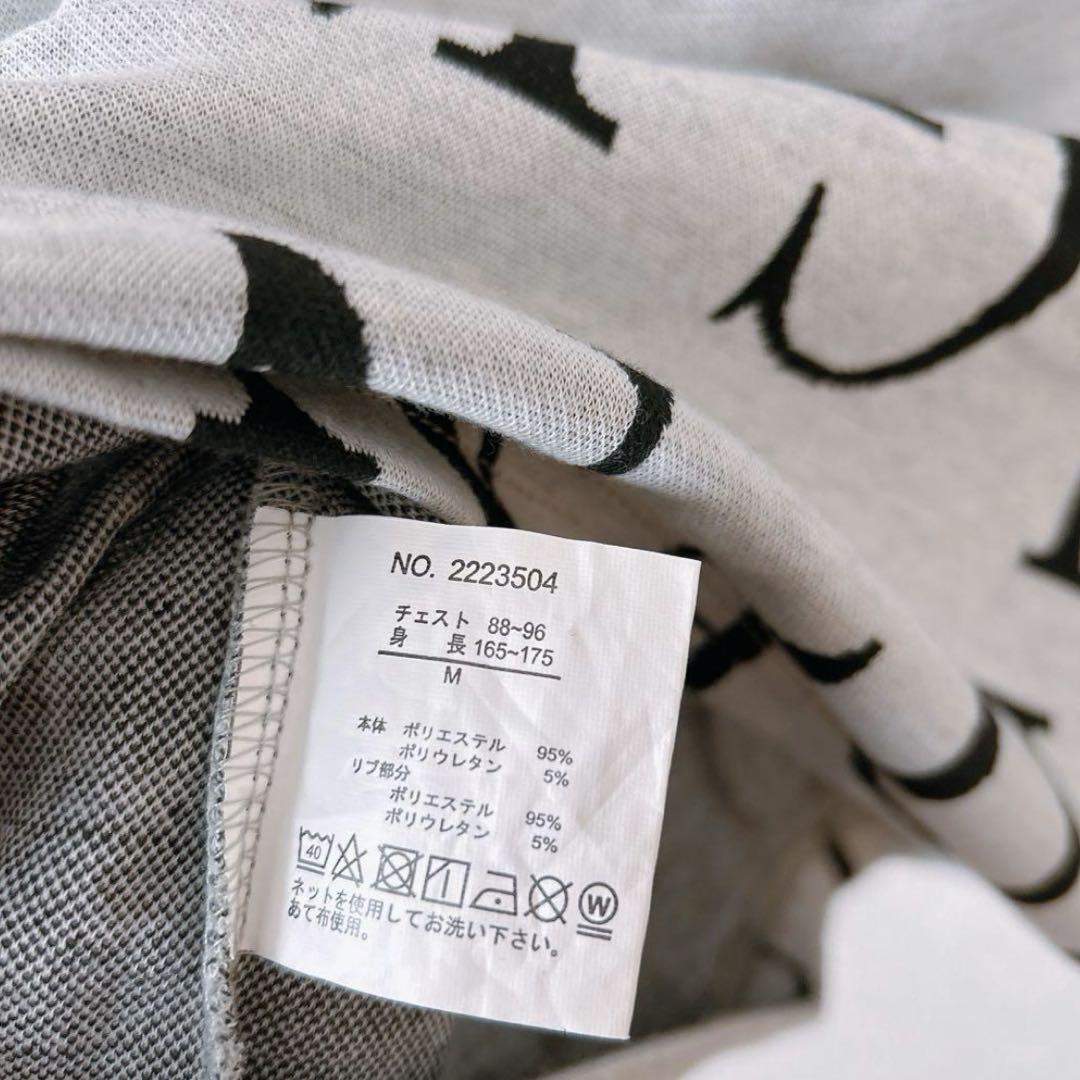 NO. 2223504
チェスト 88~96
身 長 165~175
M
本体 ポリエステル 95%
ポリウレタン 5%
リブ部分
ポリエステル 95%
ポリウレタン 5%
40 W
ネットを使用してお洗い下さい。
あて布使用。